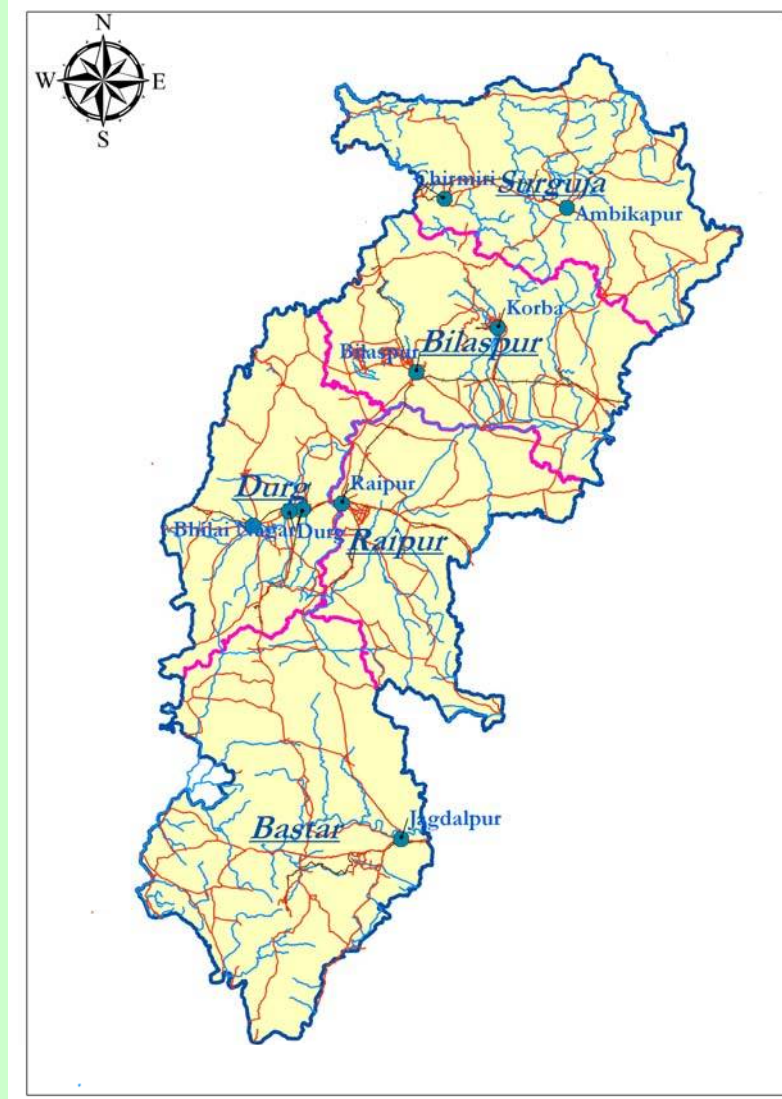 N
W E
S
Chirmiri
Surguja
Ambikapur
Korba
Bilaspur
Bilaspur
Durg
Raipur
Bhilai Nagar
Durg
Raipur
Jagdalpur
Bastar